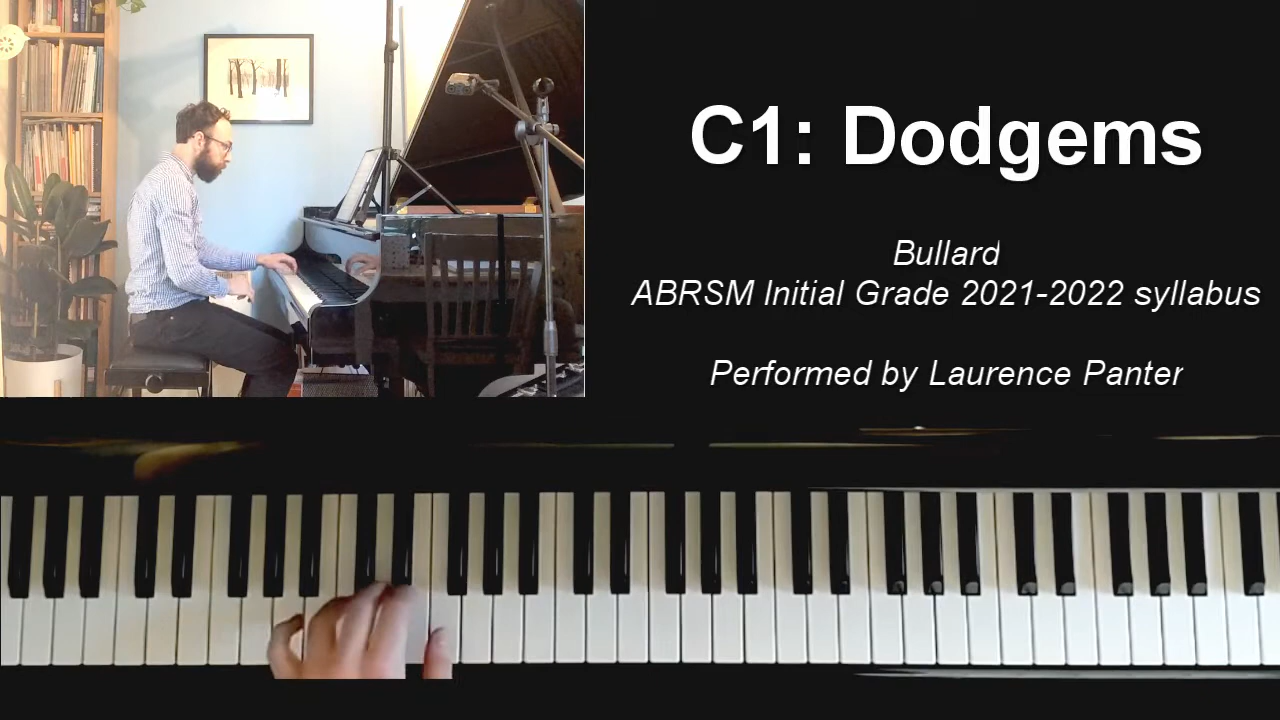 C1: Dodgems
Bullard
ABRSM Initial Grade 2021-2022 syllabus
Performed by Laurence Panter